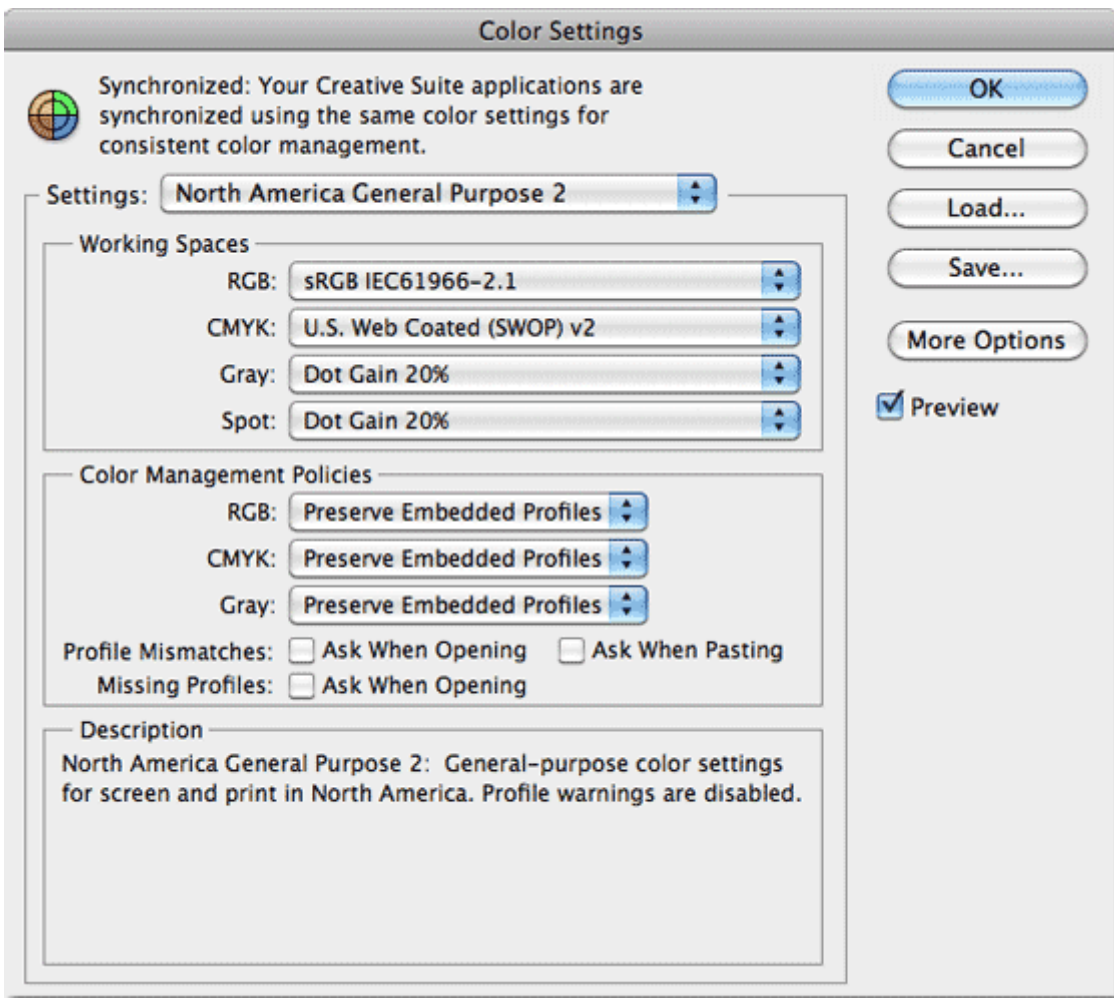 Color Settings
Synchronized: Your Creative Suite applications are
synchronized using the same color settings for
consistent color management.
OK
Cancel
Load...
Save...
More Options
Preview
Settings: North America General Purpose 2
Working Spaces
RGB: sRGB IEC61966-2.1
CMYK: U.S. Web Coated (SWOP) v2
Gray: Dot Gain 20%
Spot: Dot Gain 20%
Color Management Policies
RGB: Preserve Embedded Profiles
CMYK: Preserve Embedded Profiles
Gray: Preserve Embedded Profiles
Profile Mismatches: Ask When Opening Ask When Pasting
Missing Profiles: Ask When Opening
Description
North America General Purpose 2: General-purpose color settings
for screen and print in North America. Profile warnings are disabled.